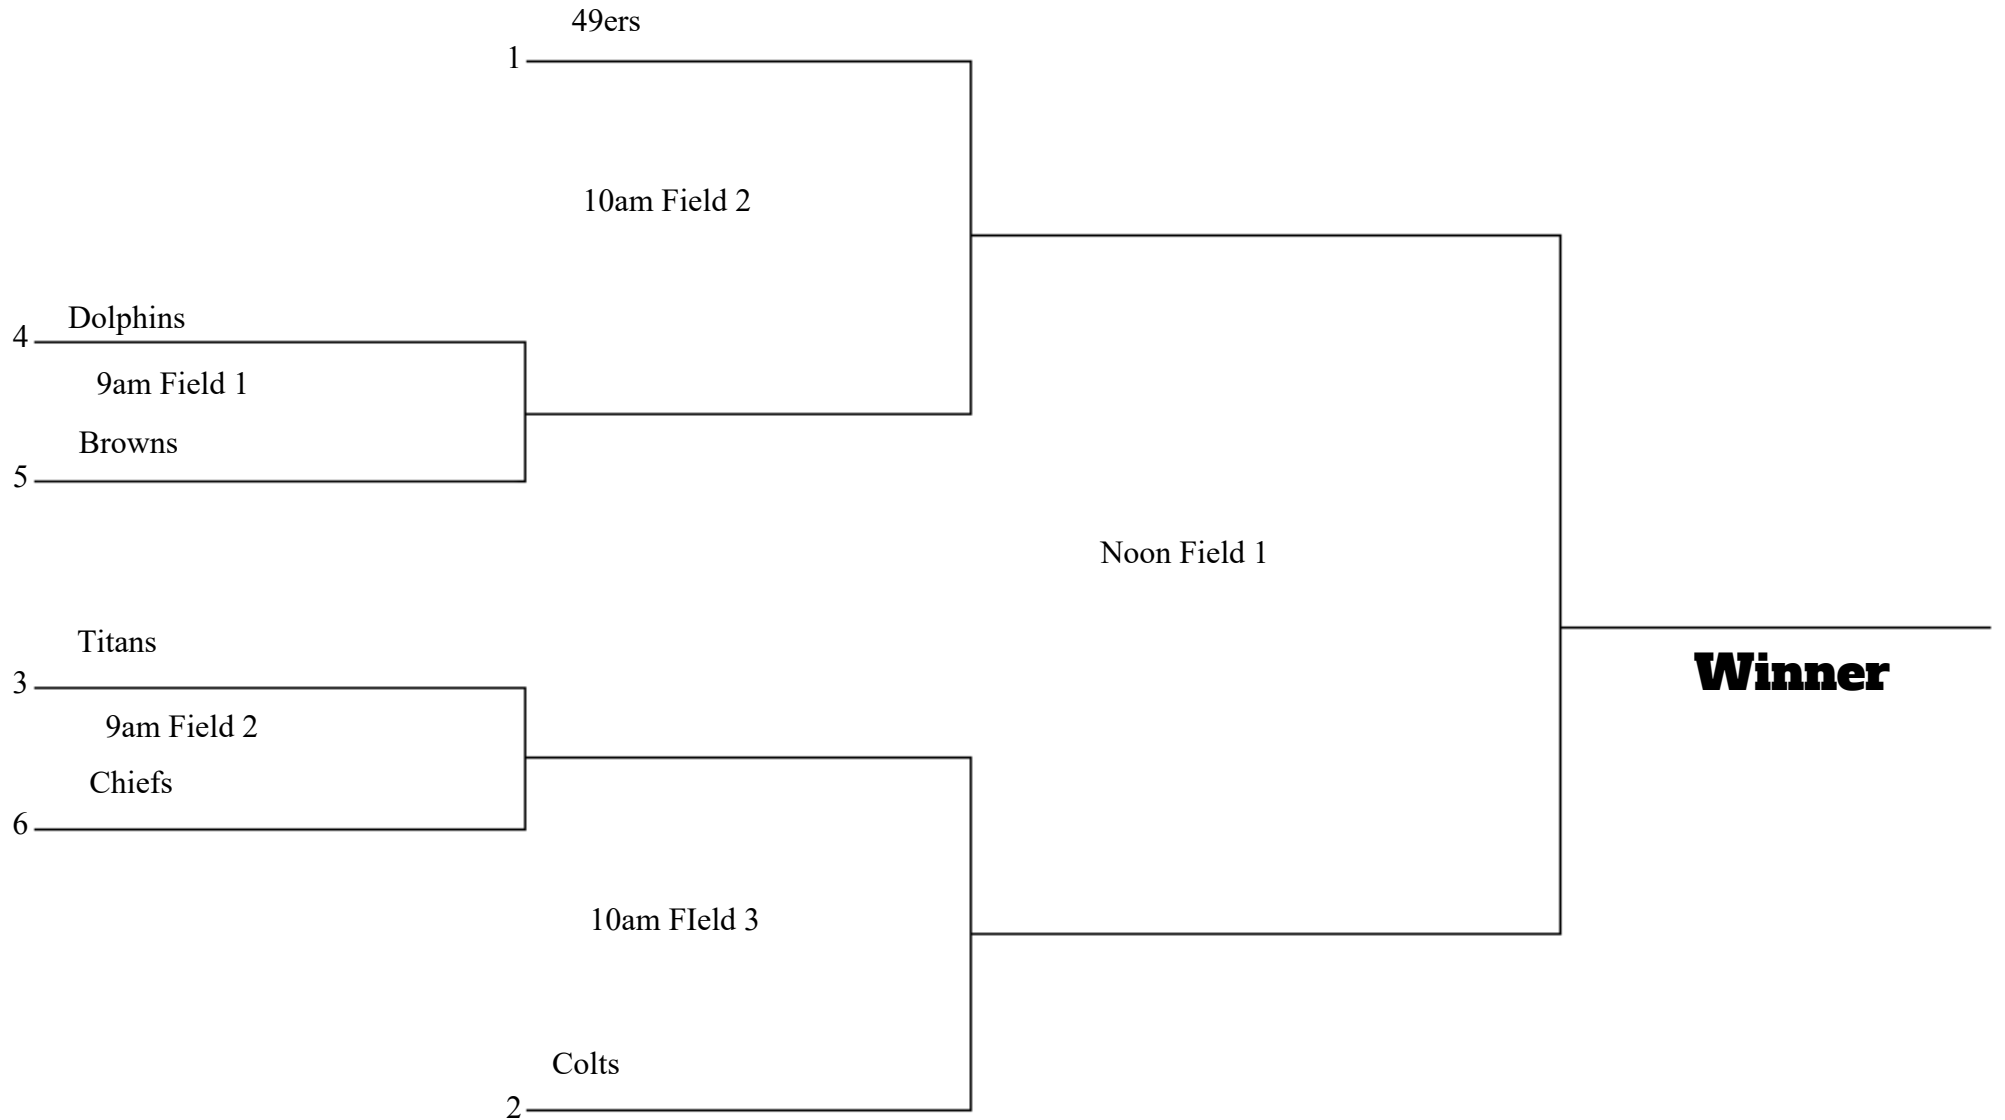 49ers
1
10am Field 2
Dolphins
4
9am Field 1
Browns
5
Noon Field 1
Titans
3
9am Field 2
Chiefs
6
Winner
10am FIeld 3
Colts
2